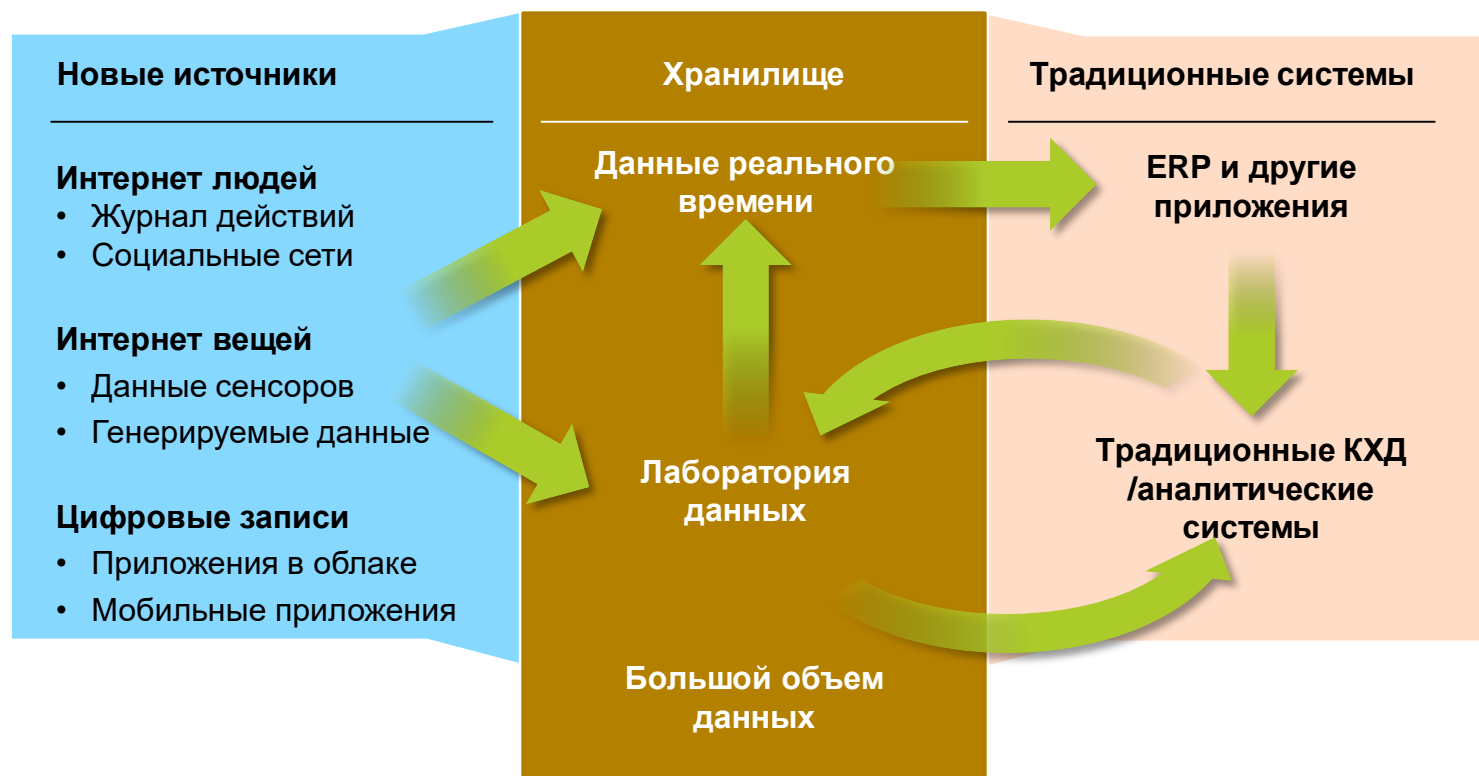 Новые источники
Интернет людей
• Журнал действий
• Социальные сети
Интернет вещей
• Данные сенсоров
• Генерируемые данные
Цифровые записи
• Приложения в облаке
• Мобильные приложения
Хранилище
Данные реального
времени
Лаборатория
данных
Большой объем
данных
Традиционные системы
ERP и другие
приложения
Традиционные КХД
/аналитические
системы